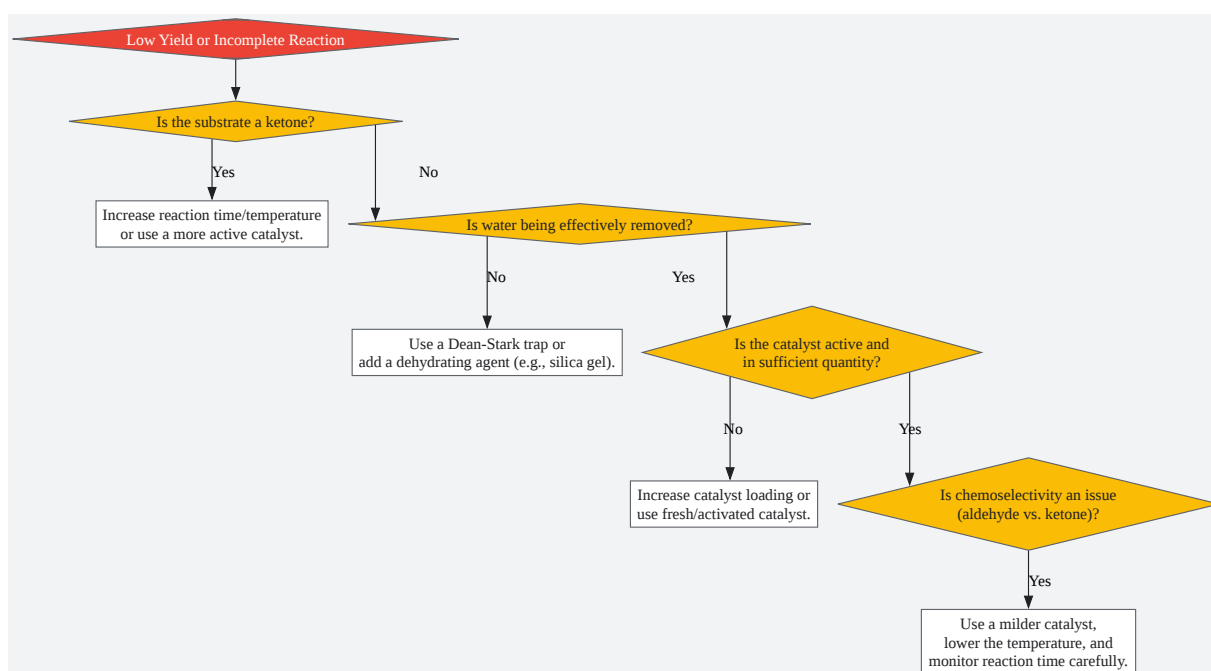 Low Yield or Incomplete Reaction
Is the substrate a ketone?
Yes
No
Increase reaction time/temperature
or use a more active catalyst.
Is water being effectively removed?
No
Yes
Use a Dean-Stark trap or
add a dehydrating agent (e.g., silica gel).
Is the catalyst active and
in sufficient quantity?
No
Yes
Increase catalyst loading or
use fresh/activated catalyst.
Is chemoselectivity an issue
(aldehyde vs. ketone)?
Yes
Use a milder catalyst,
lower the temperature, and
monitor reaction time carefully.